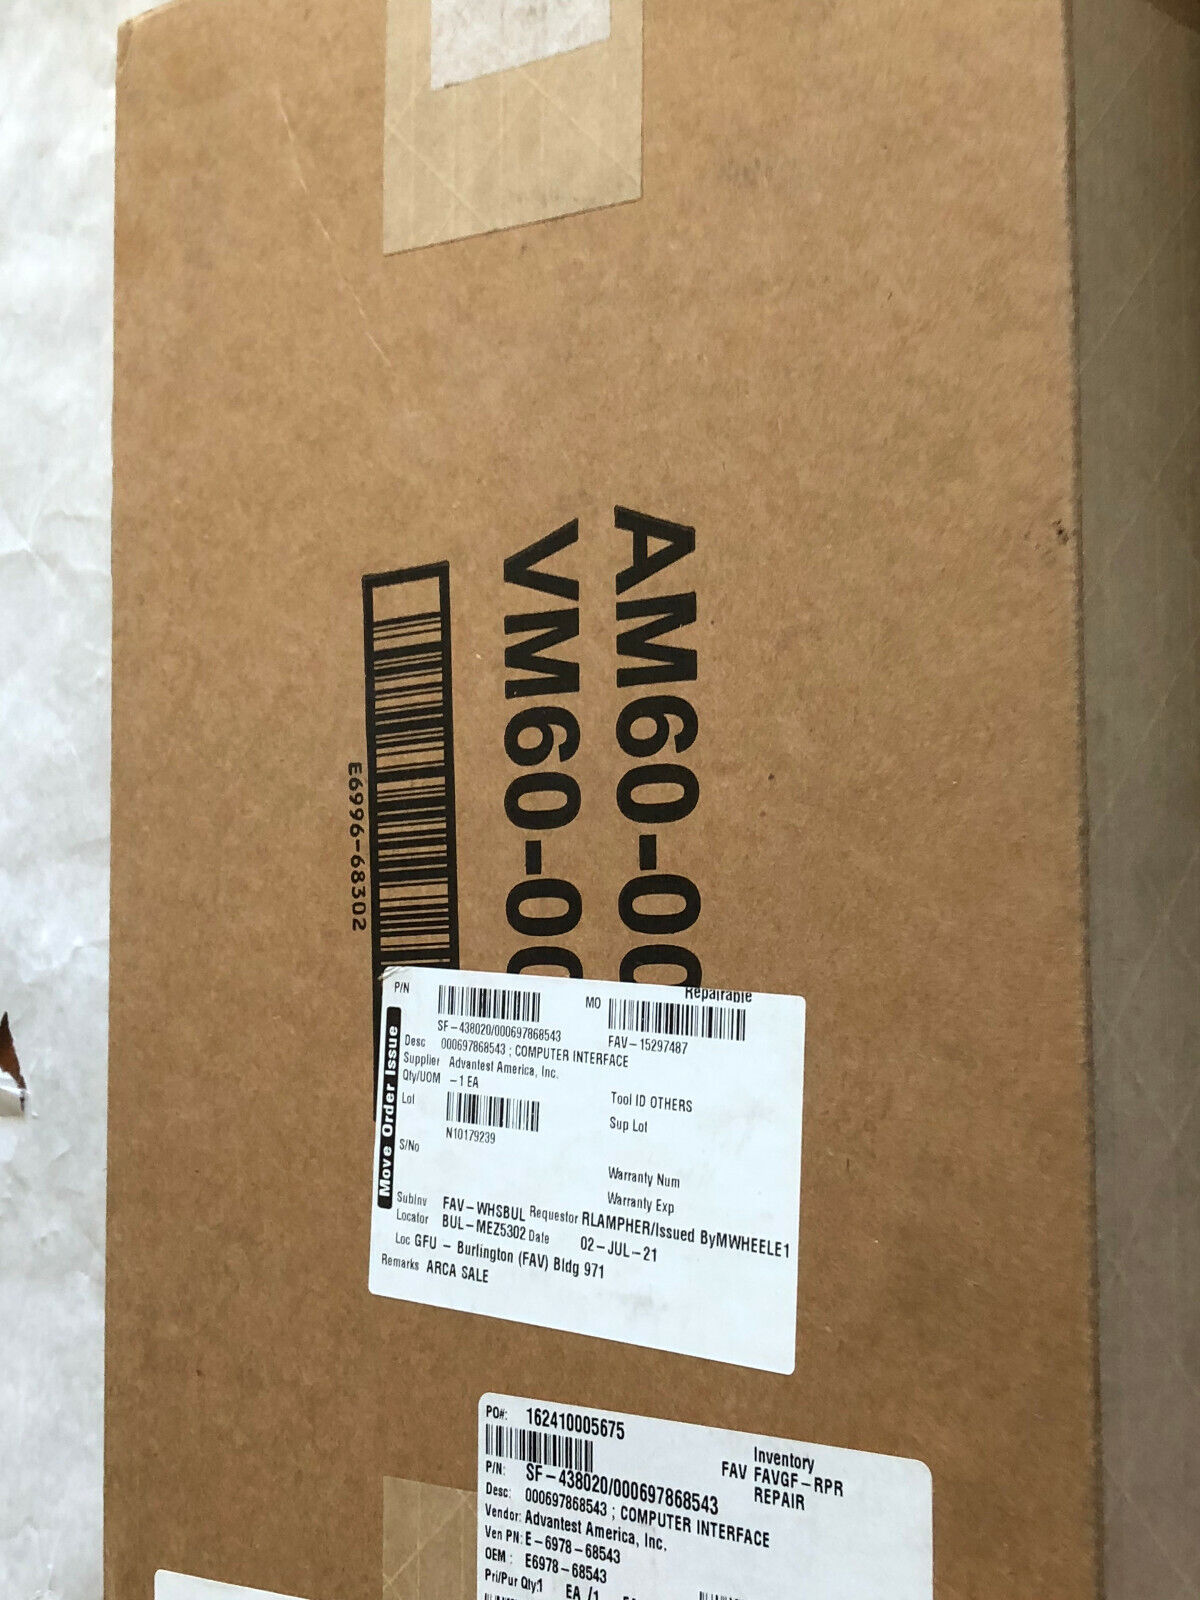 AM60-00
VM60-00
E6996-68302
Move Order Issue
Repairable
P/N
SF-438020/000697868543
MO
FAV-15297487
Desc 000697868543 ; COMPUTER INTERFACE
Supplier Advantest America, Inc.
Qty/UOM -1 EA
Tool ID OTHERS
Lot
N10179239
Sup Lot
S/No
Warranty Num
Warranty Exp
SubInv FAV-WHSBUL Requestor RLAMPHER/Issued ByMWHEELE1
Locator BUL-MEZ5302 Date 02-JUL-21
Loc GFU - Burlington (FAV) Bldg 971
Remarks ARCA SALE
PO#: 162410005675
Inventory
FAV FAVGF-RPR
REPAIR
P/N: SF-438020/000697868543
Desc: 000697868543 ; COMPUTER INTERFACE
Vendor: Advantest America, Inc.
Ven PN: E-6978-68543
OEM : E6978-68543
Pri/Pur Qty:1 EA /1